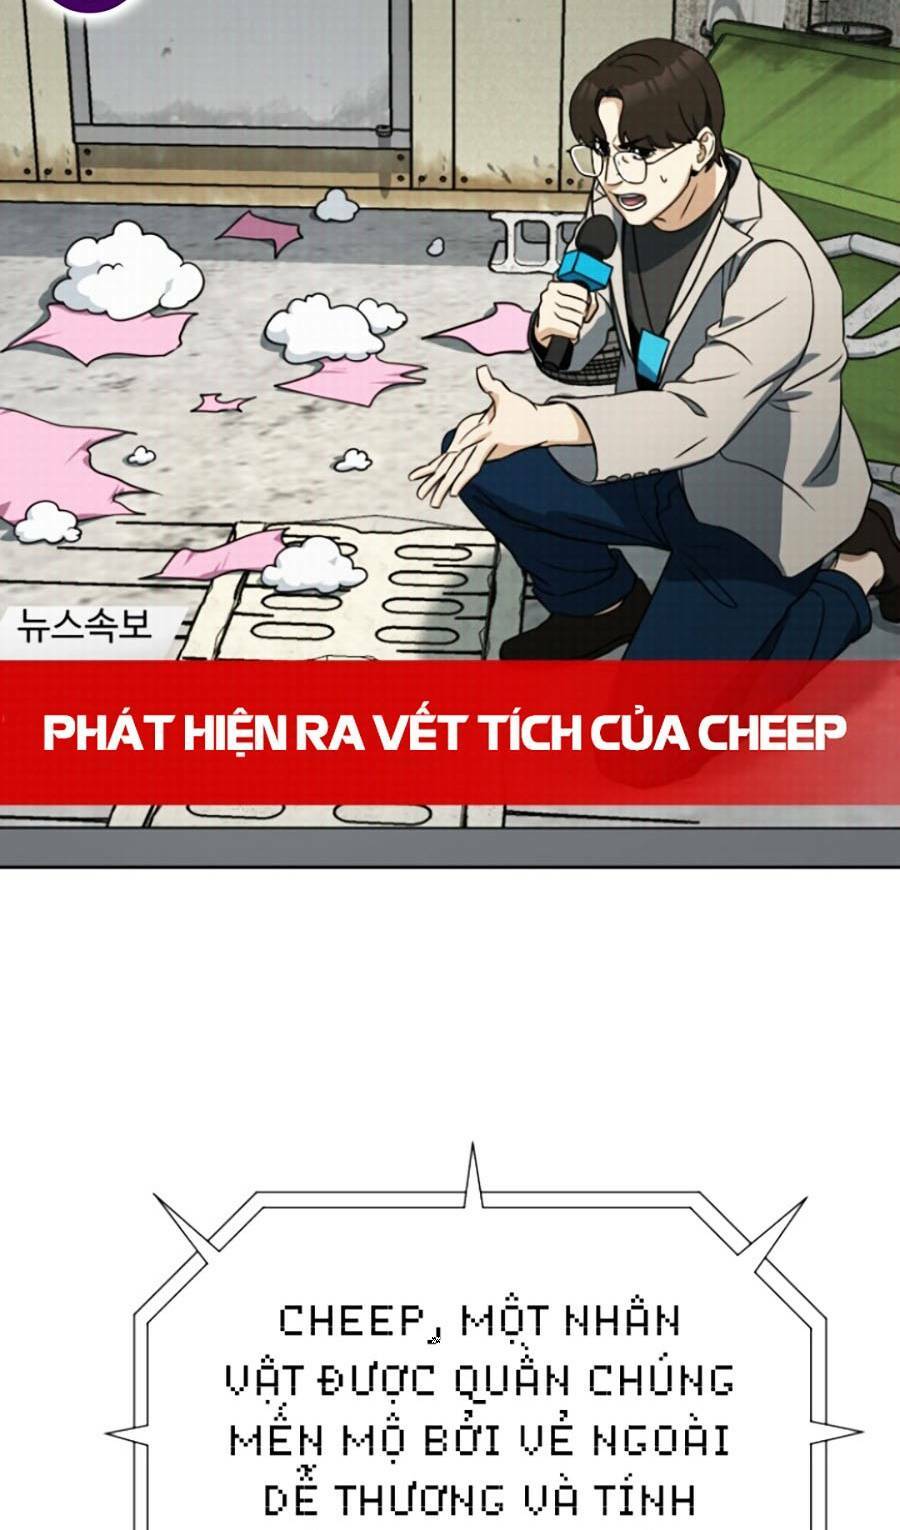 뉴스속보
PHÁT HIỆN RA VẾT TÍCH CỦA CHEEP
CHEEP, MỘT NHÂN
VẬT ĐƯỢC QUẦN CHÚNG
MẾN MỘ BỞI VẺ NGOÀI
DỄ THƯƠNG VÀ TÍNH